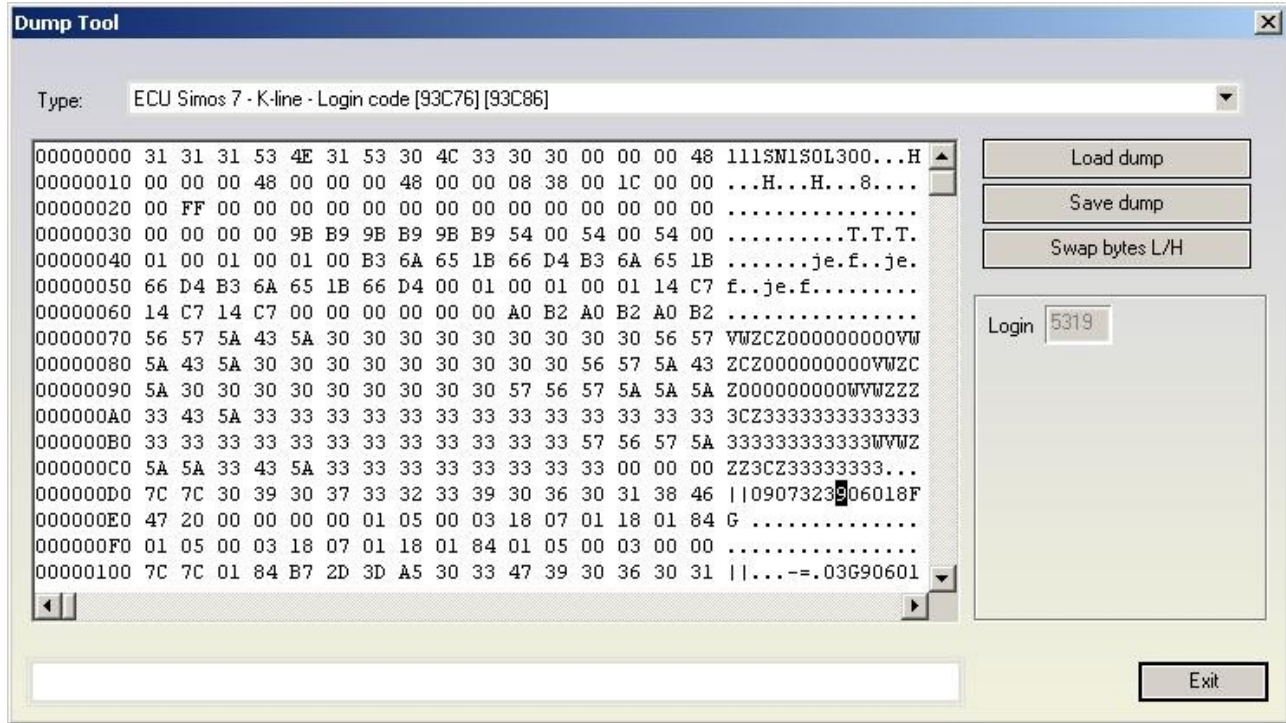 Dump Tool
Type: ECU Simos 7 - K-line - Login code [93C76] [93C86]
00000000 31 31 31 53 4E 31 53 30 4C 33 30 30 00 00 00 48 111SN1S0L300...H
00000010 00 00 00 48 00 00 00 48 00 00 08 38 00 1C 00 00 ...H...H...8....
00000020 00 FF 00 00 00 00 00 00 00 00 00 00 00 00 00 00 ................
00000030 00 00 00 00 9B B9 9B B9 9B B9 54 00 54 00 54 00 ..........T.T.T.
00000040 01 00 01 00 01 00 B3 6A 65 1B 66 D4 B3 6A 65 1B .......je.f..je.
00000050 66 D4 B3 6A 65 1B 66 D4 00 01 00 01 00 01 14 C7 f..je.f.........
00000060 14 C7 14 C7 00 00 00 00 00 00 A0 B2 A0 B2 A0 B2 ................
00000070 56 57 5A 43 5A 30 30 30 30 30 30 30 30 30 56 57 VWZCZ000000000VW
00000080 5A 43 5A 30 30 30 30 30 30 30 30 30 56 57 5A 43 ZCZ000000000VWZC
00000090 5A 30 30 30 30 30 30 30 30 30 57 56 57 5A 5A 5A Z000000000WVWZZZ
000000A0 33 43 5A 33 33 33 33 33 33 33 33 33 33 33 33 33 3CZ3333333333333
000000B0 33 33 33 33 33 33 33 33 33 33 33 33 57 56 57 5A 333333333333WVWZ
000000C0 5A 5A 33 43 5A 33 33 33 33 33 33 33 33 00 00 00 ZZ3CZ33333333...
000000D0 7C 7C 30 39 30 37 33 32 33 39 30 36 30 31 38 46 ||0907323906018F
000000E0 47 20 00 00 00 00 01 05 00 03 18 07 01 18 01 84 G ..............
000000F0 01 05 00 03 18 07 01 18 01 84 01 05 00 03 00 00 ................
00000100 7C 7C 01 84 B7 2D 3D A5 30 33 47 39 30 36 30 31 ||...-=.03G90601
Load dump
Save dump
Swap bytes L/H
Login 5319
Exit